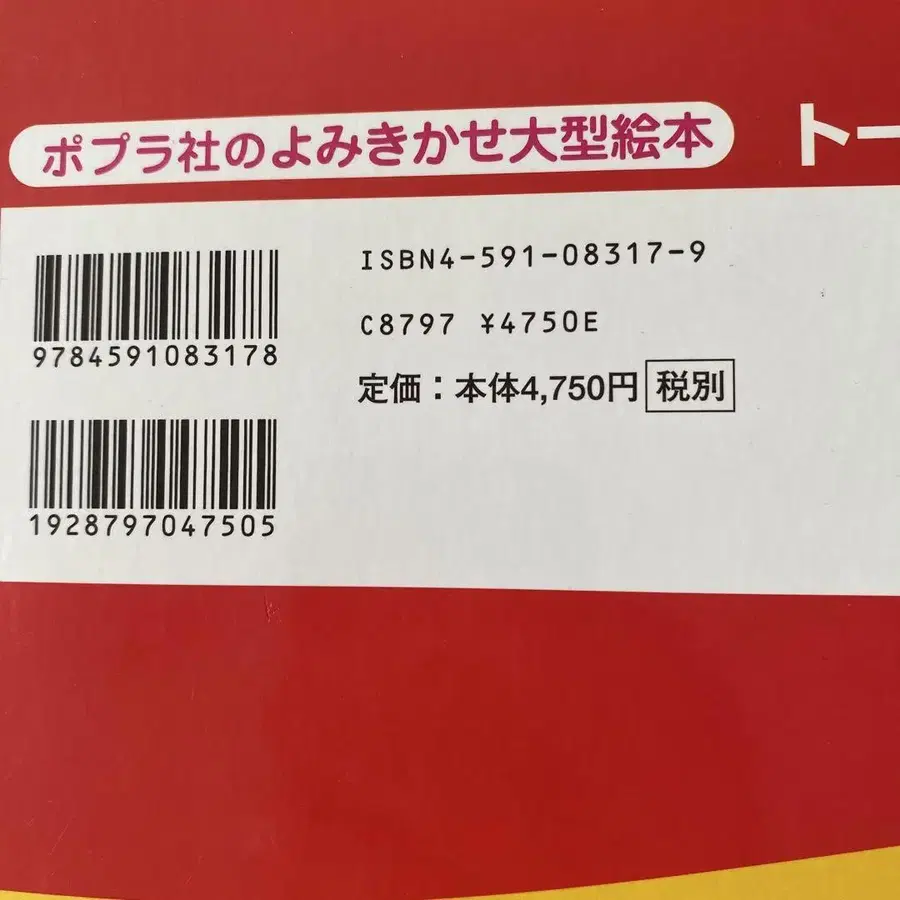 ポプラ社のよみきかせ大型絵本
トー
ISBN4-591-08317-9
C8797 ¥4750E
定価：本体4,750円 税別
9784591083178
1928797047505